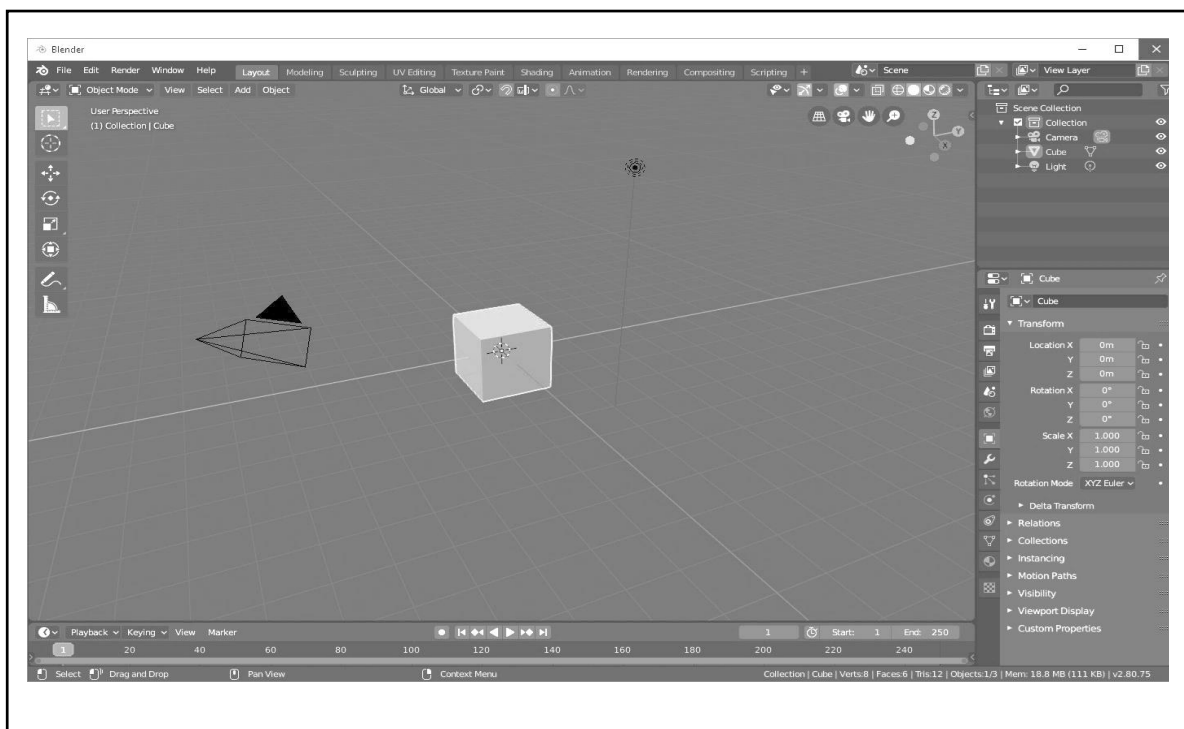 Blender
File Edit Render Window Help Layout Modeling Sculpting UV Editing Texture Paint Shading Animation Rendering Compositing Scripting + Scene View Layer
Object Mode View Select Add Object Global
User Perspective
(1) Collection | Cube
Z
Y
X
Scene Collection
Collection
Camera
Cube
Light
Cube
Cube
Transform
Location X 0m
Y 0m
Z 0m
Rotation X 0°
Y 0°
Z 0°
Scale X 1.000
Y 1.000
Z 1.000
Rotation Mode XYZ Euler
Delta Transform
Relations
Collections
Instancing
Motion Paths
Visibility
Viewport Display
Custom Properties
Playback Keying View Marker 1 Start: 1 End: 250
1 20 40 60 80 100 120 140 160 180 200 220 240
Select Drag and Drop Pan View Context Menu Collection | Cube | Verts:8 | Faces:6 | Tris:12 | Objects:1/3 | Mem: 18.8 MB (111 KB) | v2.80.75